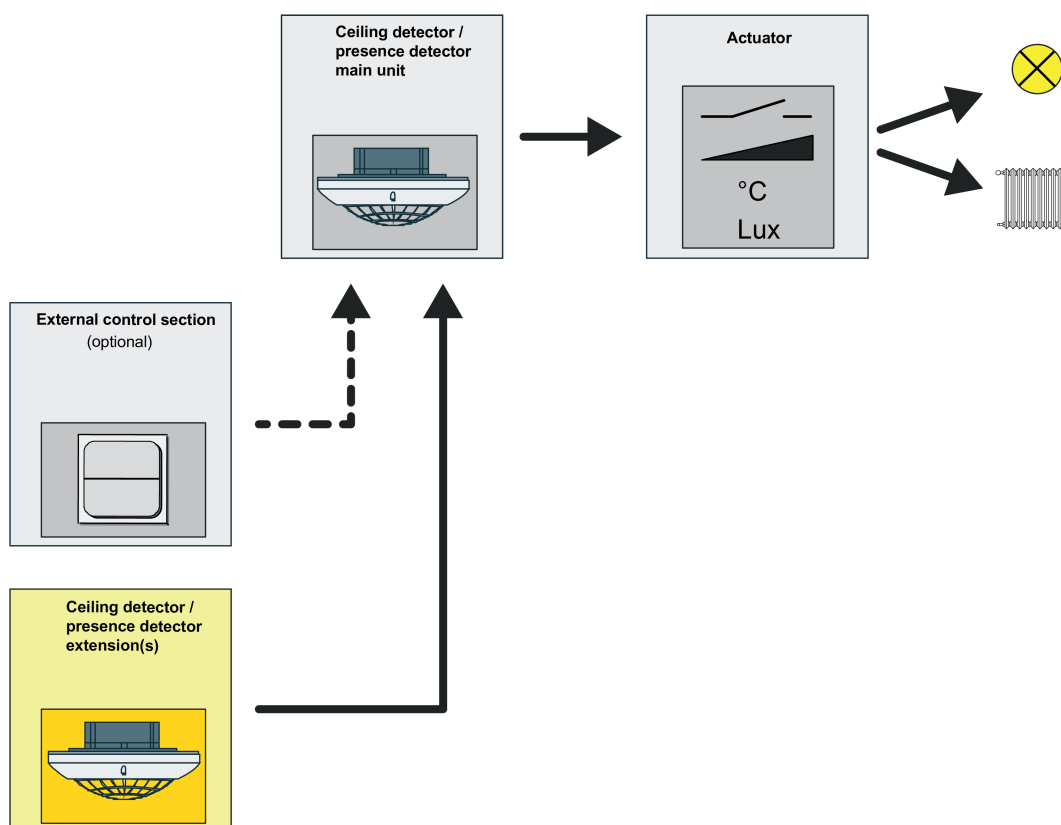 Ceiling detector /
presence detector
main unit
Actuator
°C
Lux
External control section
(optional)
Ceiling detector /
presence detector
extension(s)